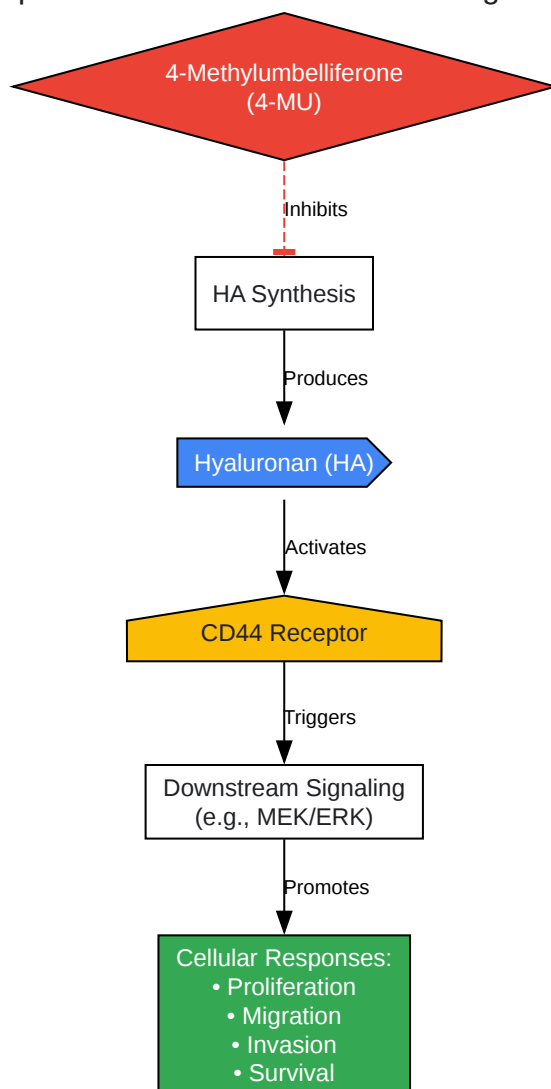 4-Methylumbelliferone
(4-MU)
Inhibits
HA Synthesis
Produces
Hyaluronan (HA)
Activates
CD44 Receptor
Triggers
Downstream Signaling
(e.g., MEK/ERK)
Promotes
Cellular Responses:
• Proliferation
• Migration
• Invasion
• Survival